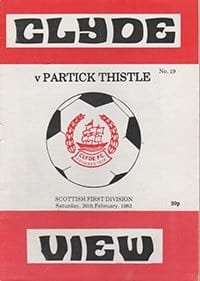 CLYDE
v PARTICK THISTLE
No. 19
CLYDE F.C.
SCOTTISH FIRST DIVISION
Saturday, 26th February, 1983
30p
VIEW